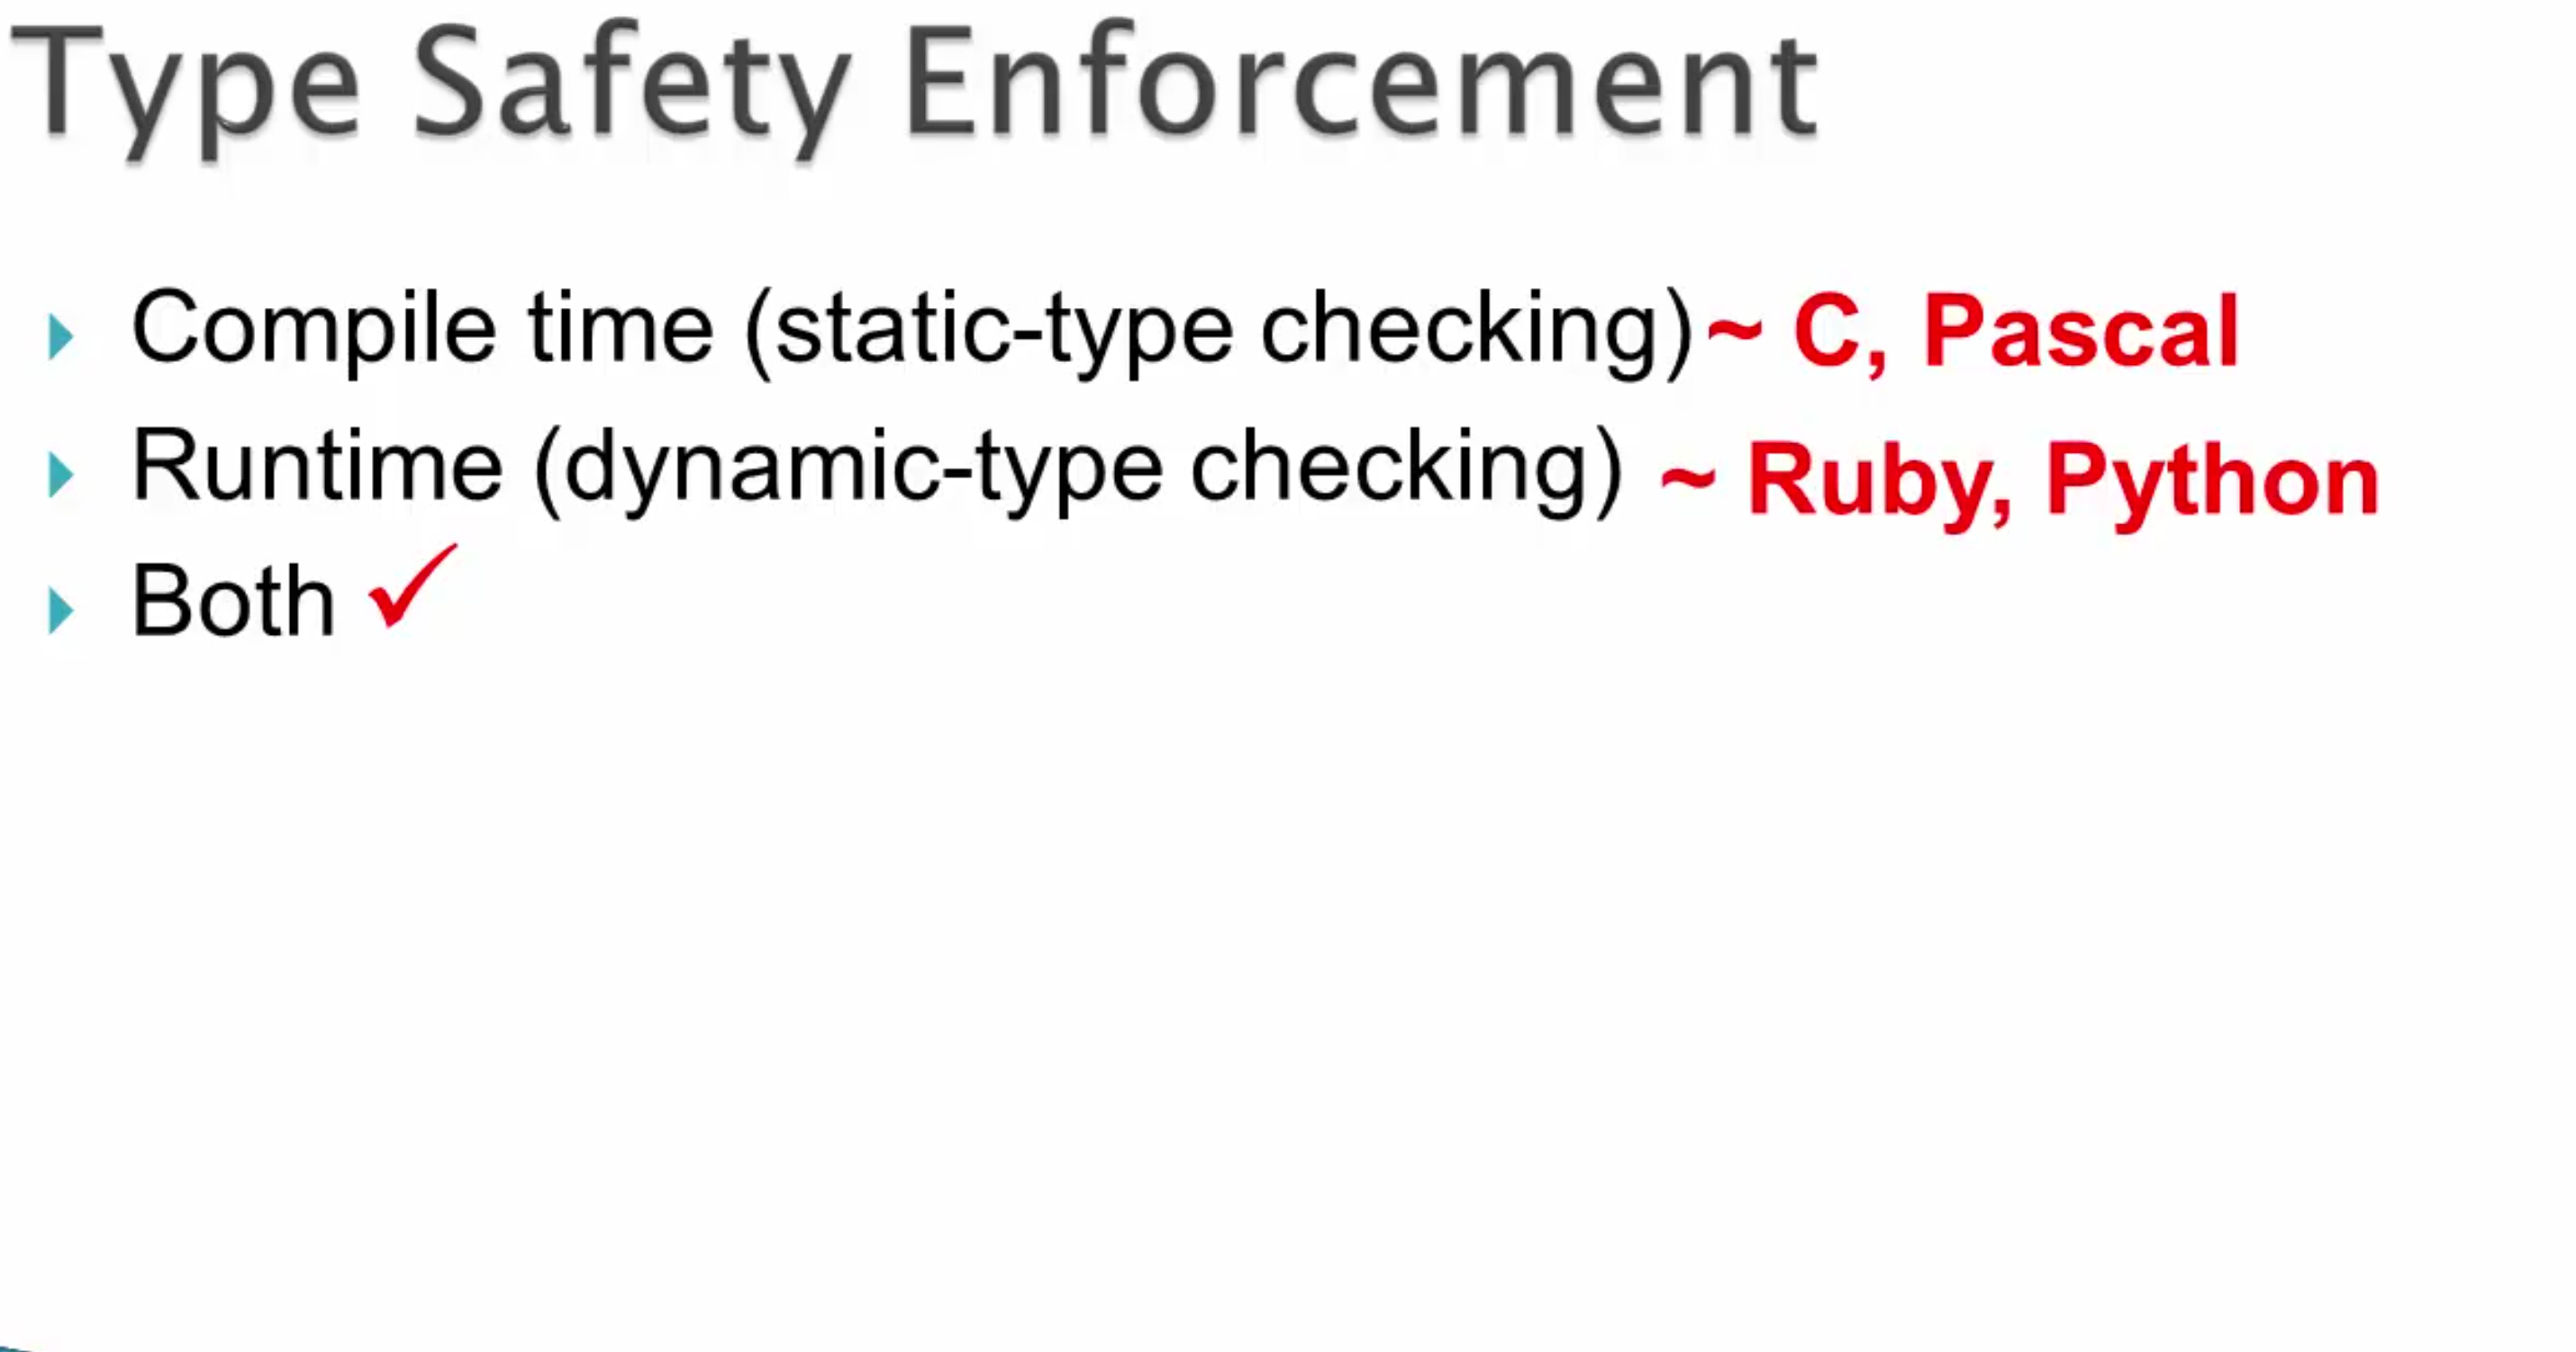 Type Safety Enforcement
Compile time (static-type checking) ~ C, Pascal
Runtime (dynamic-type checking) ~ Ruby, Python
Both ✓